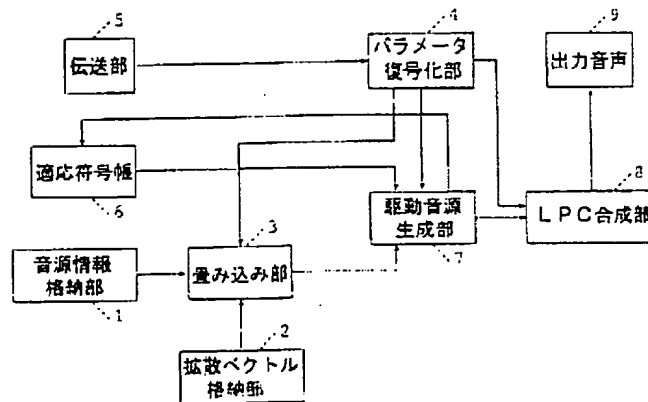 5
伝送部
4
パラメータ
復号化部
9
出力音声
適応符号帳
6
駆動音源
生成部
7
8
LPC合成部
3
畳み込み部
音源情報
格納部
1
2
拡散ベクトル
格納部